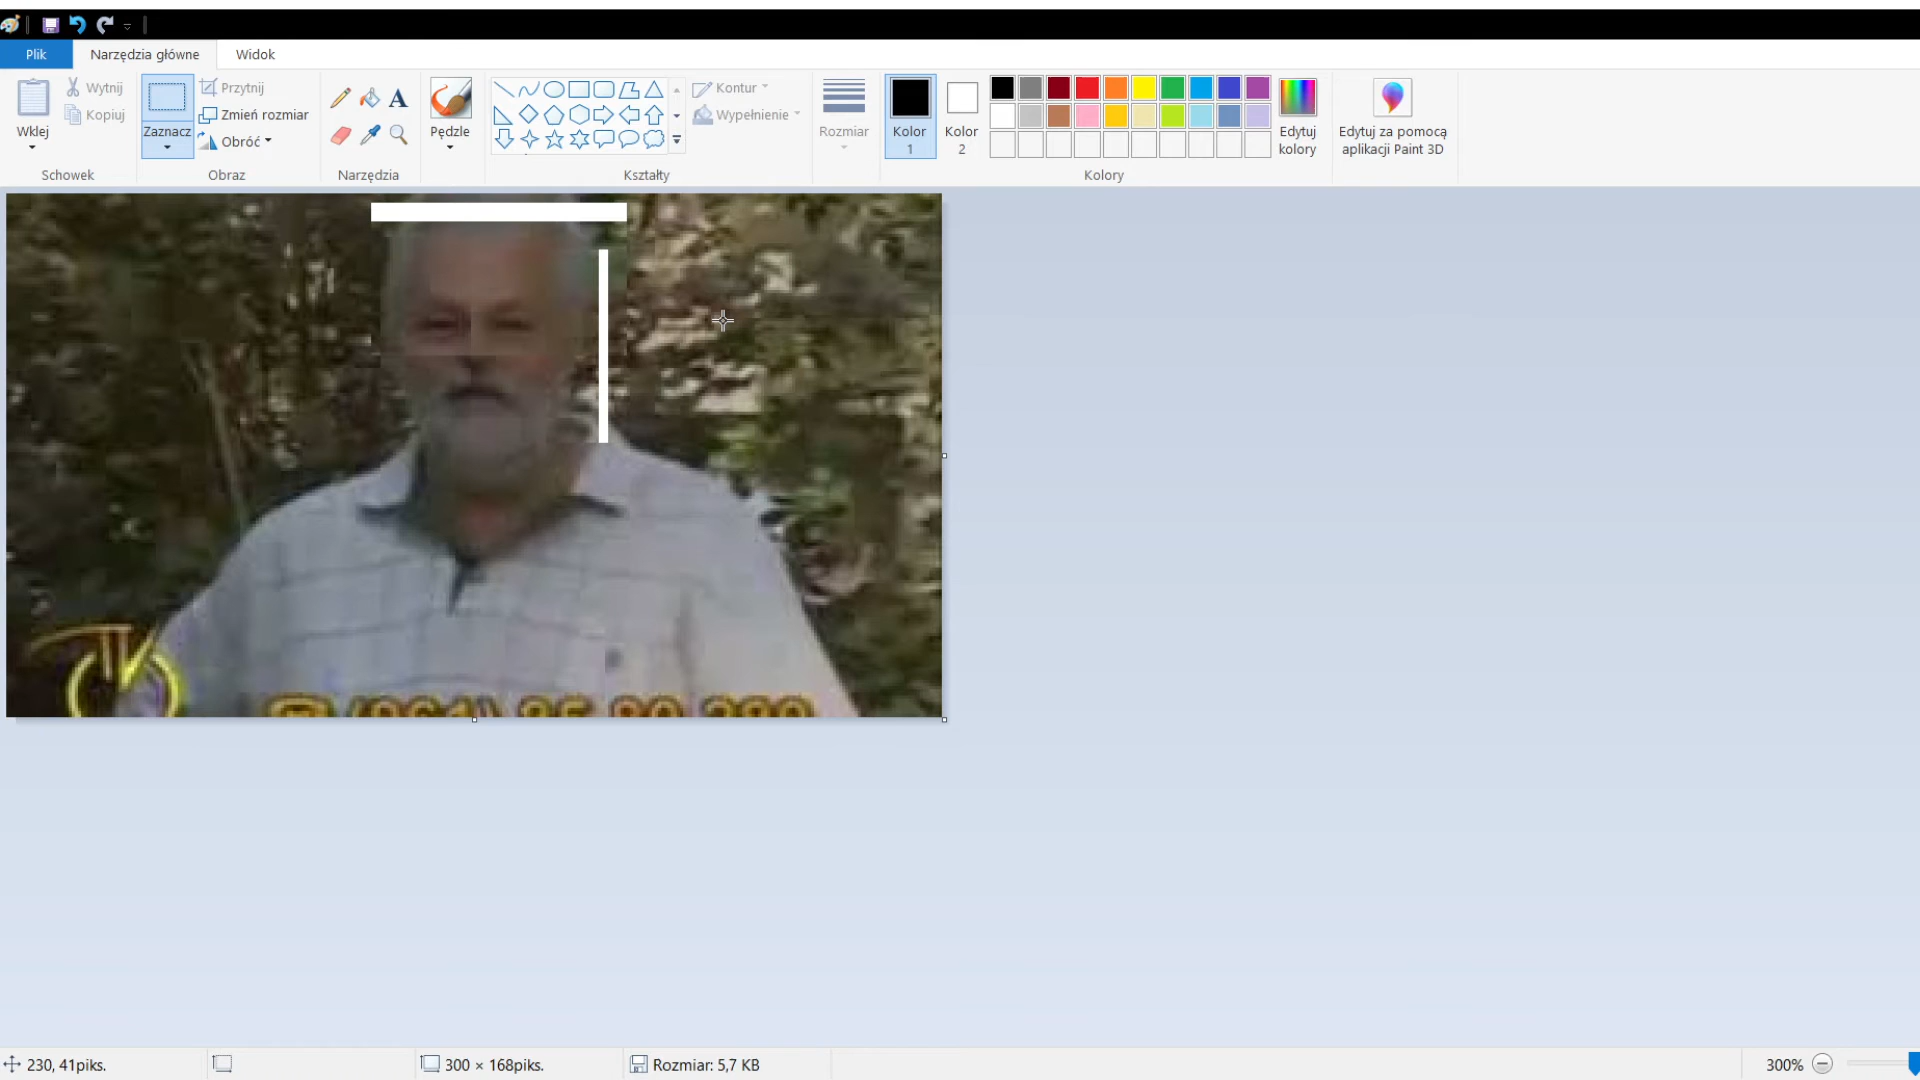 Plik Narzędzia główne Widok
Wklej
Wytnij
Kopiuj
Schowek
Zaznacz
Przytnij
Zmień rozmiar
Obróć
Obraz
A
Narzędzia
Pędzle
Kontur
Wypełnienie
Kształty
Rozmiar
Kolor
1
Kolor
2
Edytuj
kolory
Kolory
Edytuj za pomocą
aplikacji Paint 3D
TV
230, 41piks.
300 × 168piks.
Rozmiar: 5,7 KB
300%